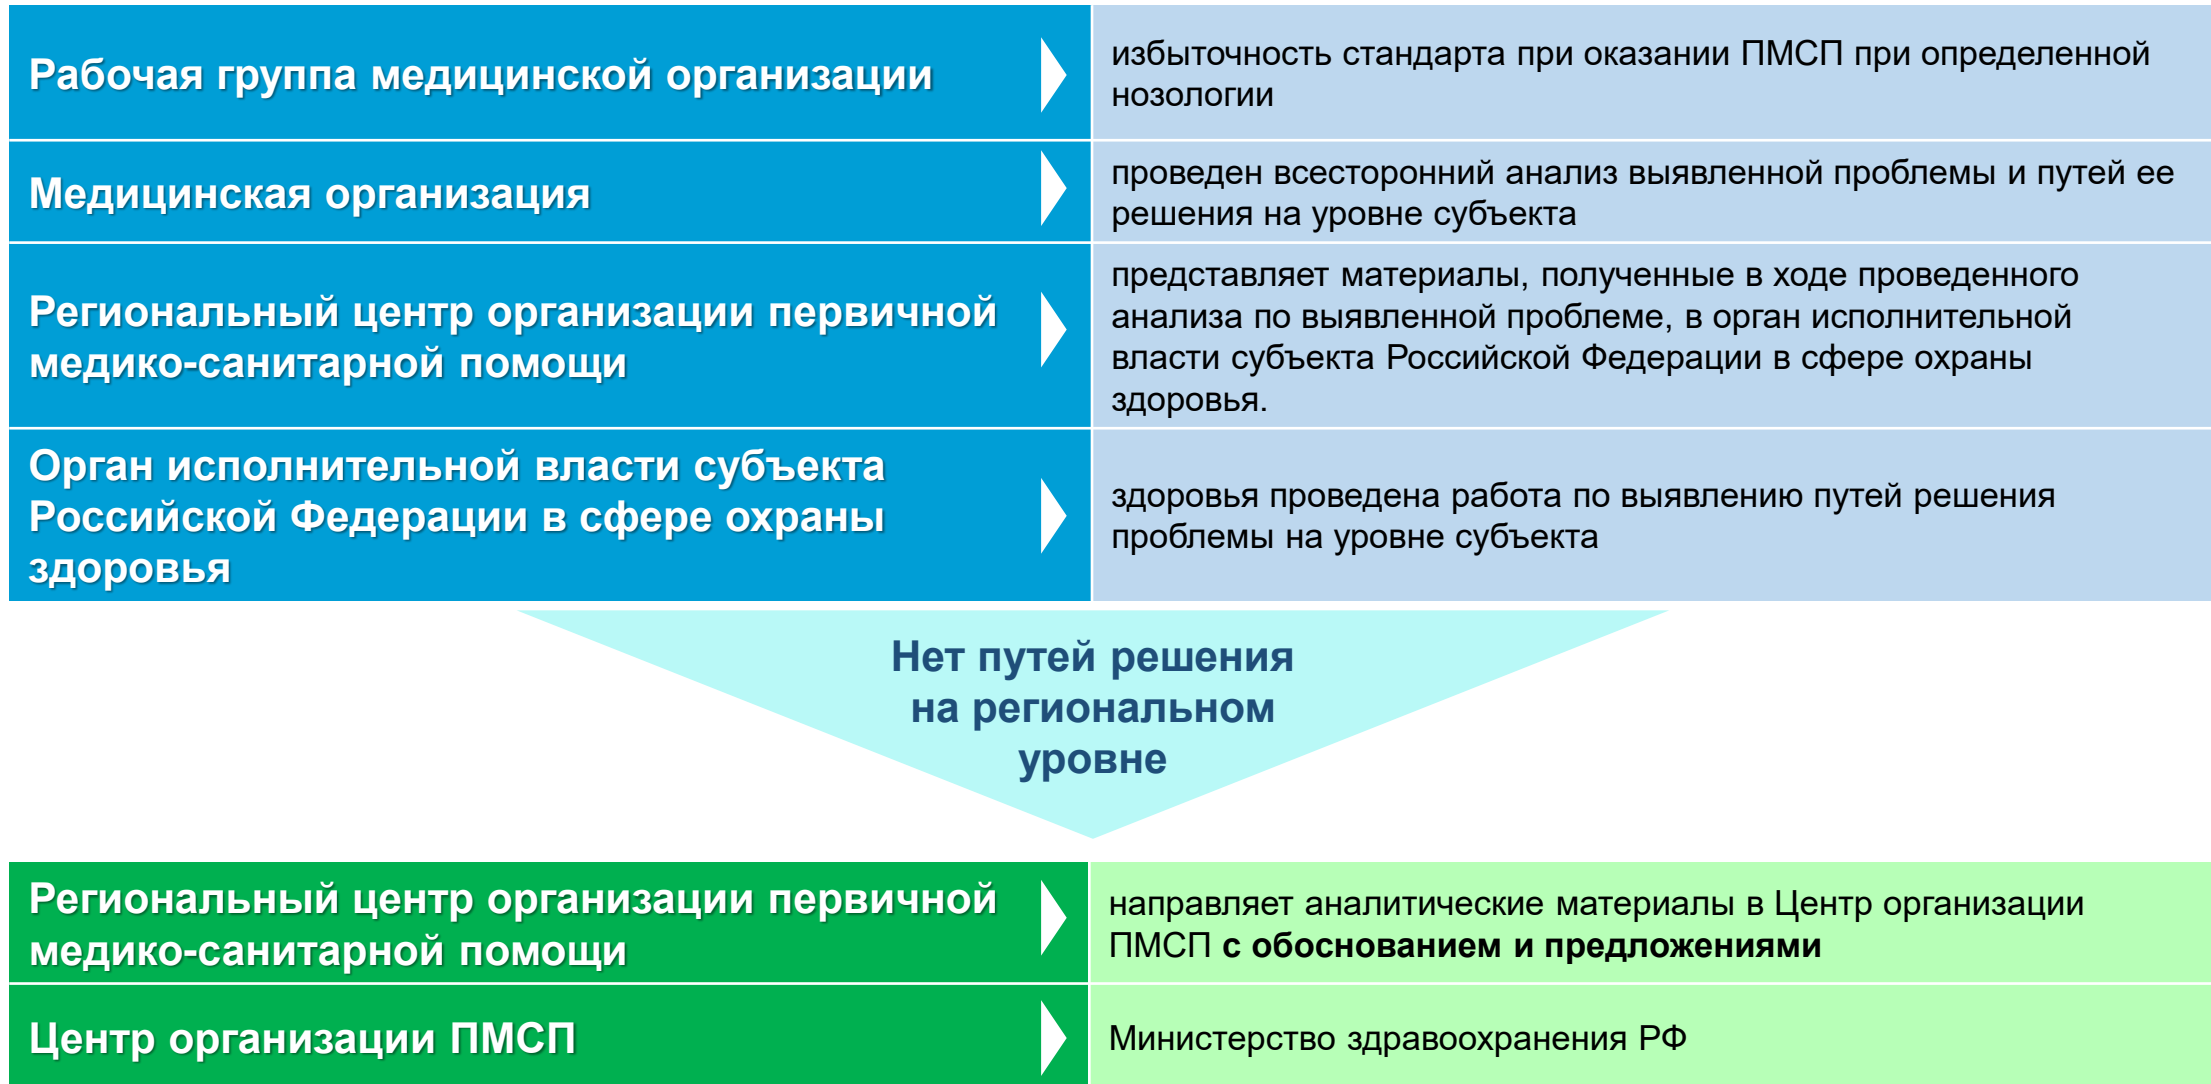 Рабочая группа медицинской организации
избыточность стандарта при оказании ПМСП при определенной
нозологии
Медицинская организация
проведен всесторонний анализ выявленной проблемы и путей ее
решения на уровне субъекта
Региональный центр организации первичной
медико-санитарной помощи
представляет материалы, полученные в ходе проведенного
анализа по выявленной проблеме, в орган исполнительной
власти субъекта Российской Федерации в сфере охраны
здоровья.
Орган исполнительной власти субъекта
Российской Федерации в сфере охраны
здоровья
здоровья проведена работа по выявлению путей решения
проблемы на уровне субъекта
Нет путей решения
на региональном
уровне
Региональный центр организации первичной
медико-санитарной помощи
направляет аналитические материалы в Центр организации
ПМСП с обоснованием и предложениями
Центр организации ПМСП
Министерство здравоохранения РФ